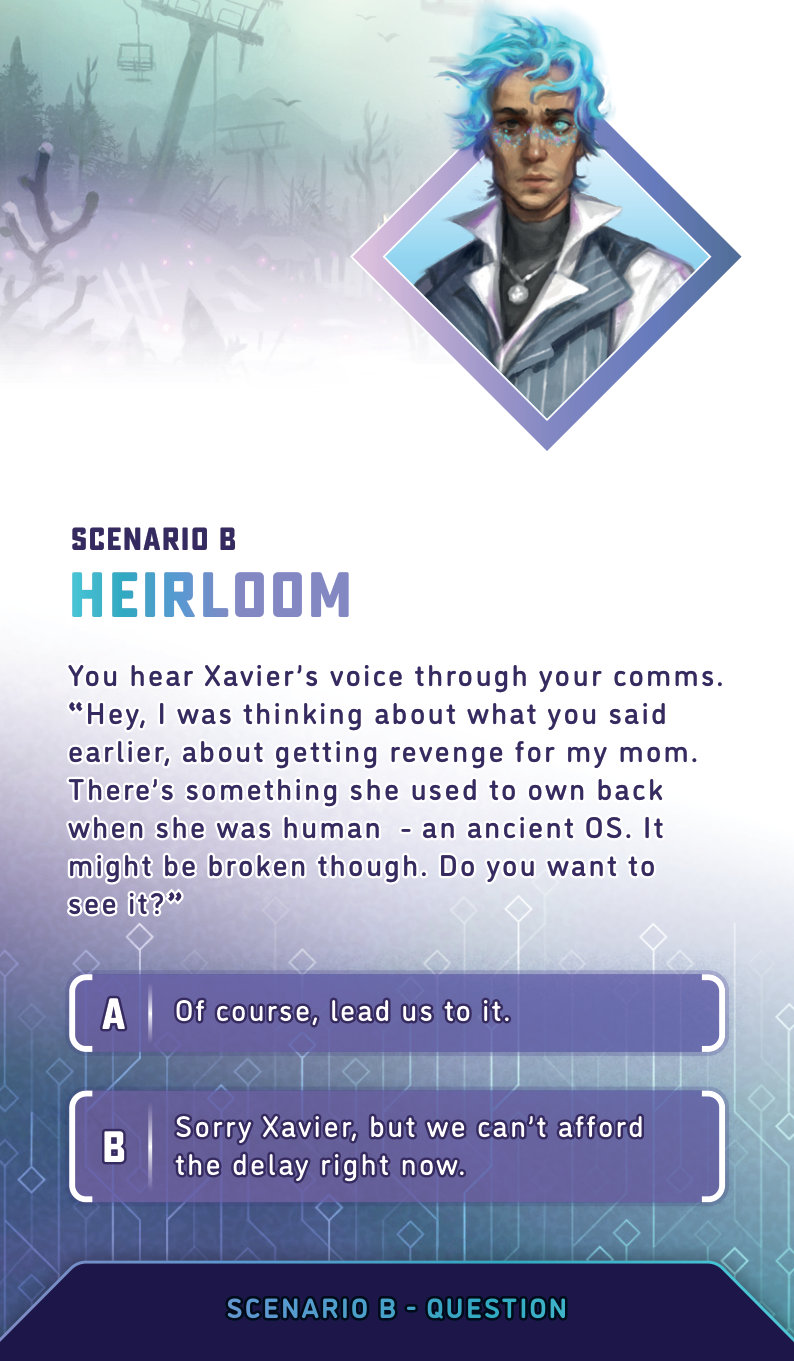 SCENARIO B
HEIRLOOM
You hear Xavier’s voice through your comms.
“Hey, I was thinking about what you said
earlier, about getting revenge for my mom.
There’s something she used to own back
when she was human  - an ancient OS. It
might be broken though. Do you want to
see it?”
A
Of course, lead us to it.
B
Sorry Xavier, but we can’t afford
the delay right now.
SCENARIO B - QUESTION